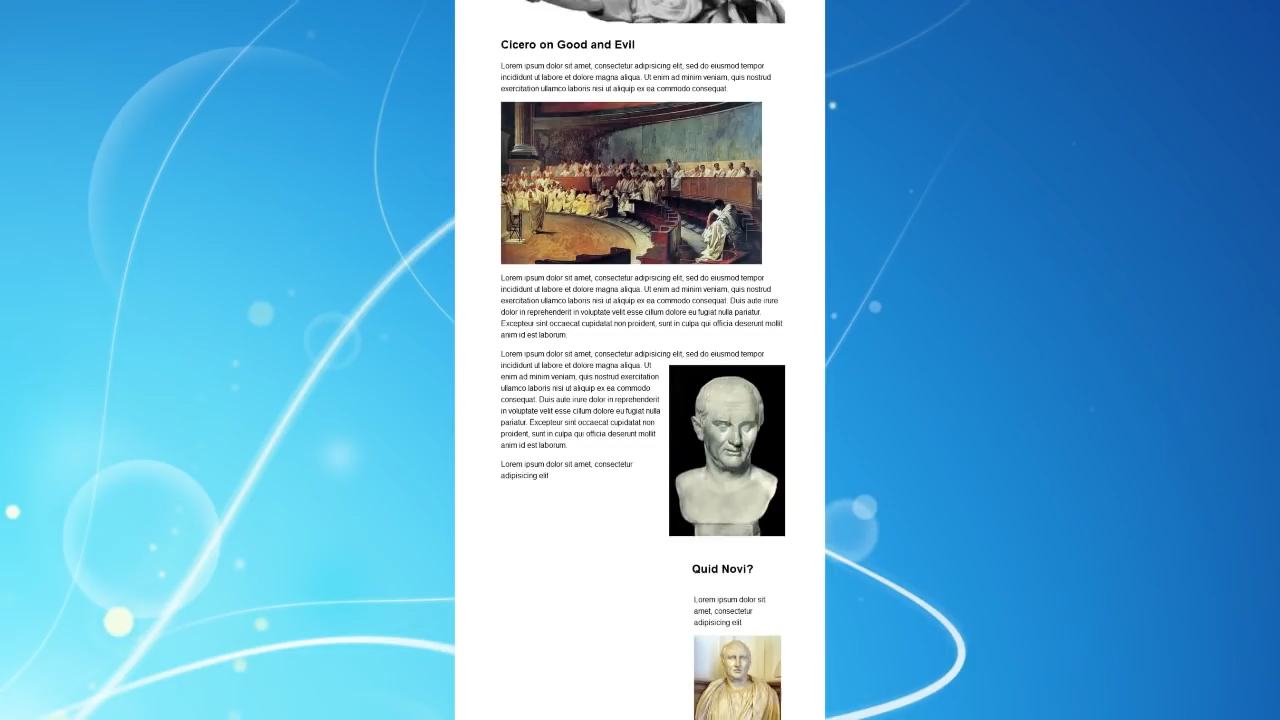 Cicero on Good and Evil
Lorem ipsum dolor sit amet, consectetur adipisicing elit, sed do eiusmod tempor
incididunt ut labore et dolore magna aliqua. Ut enim ad minim veniam, quis nostrud
exercitation ullamco laboris nisi ut aliquip ex ea commodo consequat.
Lorem ipsum dolor sit amet, consectetur adipisicing elit, sed do eiusmod tempor
incididunt ut labore et dolore magna aliqua. Ut enim ad minim veniam, quis nostrud
exercitation ullamco laboris nisi ut aliquip ex ea commodo consequat. Duis aute irure
dolor in reprehenderit in voluptate velit esse cillum dolore eu fugiat nulla pariatur.
Excepteur sint occaecat cupidatat non proident, sunt in culpa qui officia deserunt mollit
anim id est laborum.
Lorem ipsum dolor sit amet, consectetur adipisicing elit, sed do eiusmod tempor
incididunt ut labore et dolore magna aliqua. Ut
enim ad minim veniam, quis nostrud exercitation
ullamco laboris nisi ut aliquip ex ea commodo
consequat. Duis aute irure dolor in reprehenderit
in voluptate velit esse cillum dolore eu fugiat nulla
pariatur. Excepteur sint occaecat cupidatat non
proident, sunt in culpa qui officia deserunt mollit
anim id est laborum.
Lorem ipsum dolor sit amet, consectetur
adipisicing elit
Quid Novi?
Lorem ipsum dolor sit
amet, consectetur
adipisicing elit